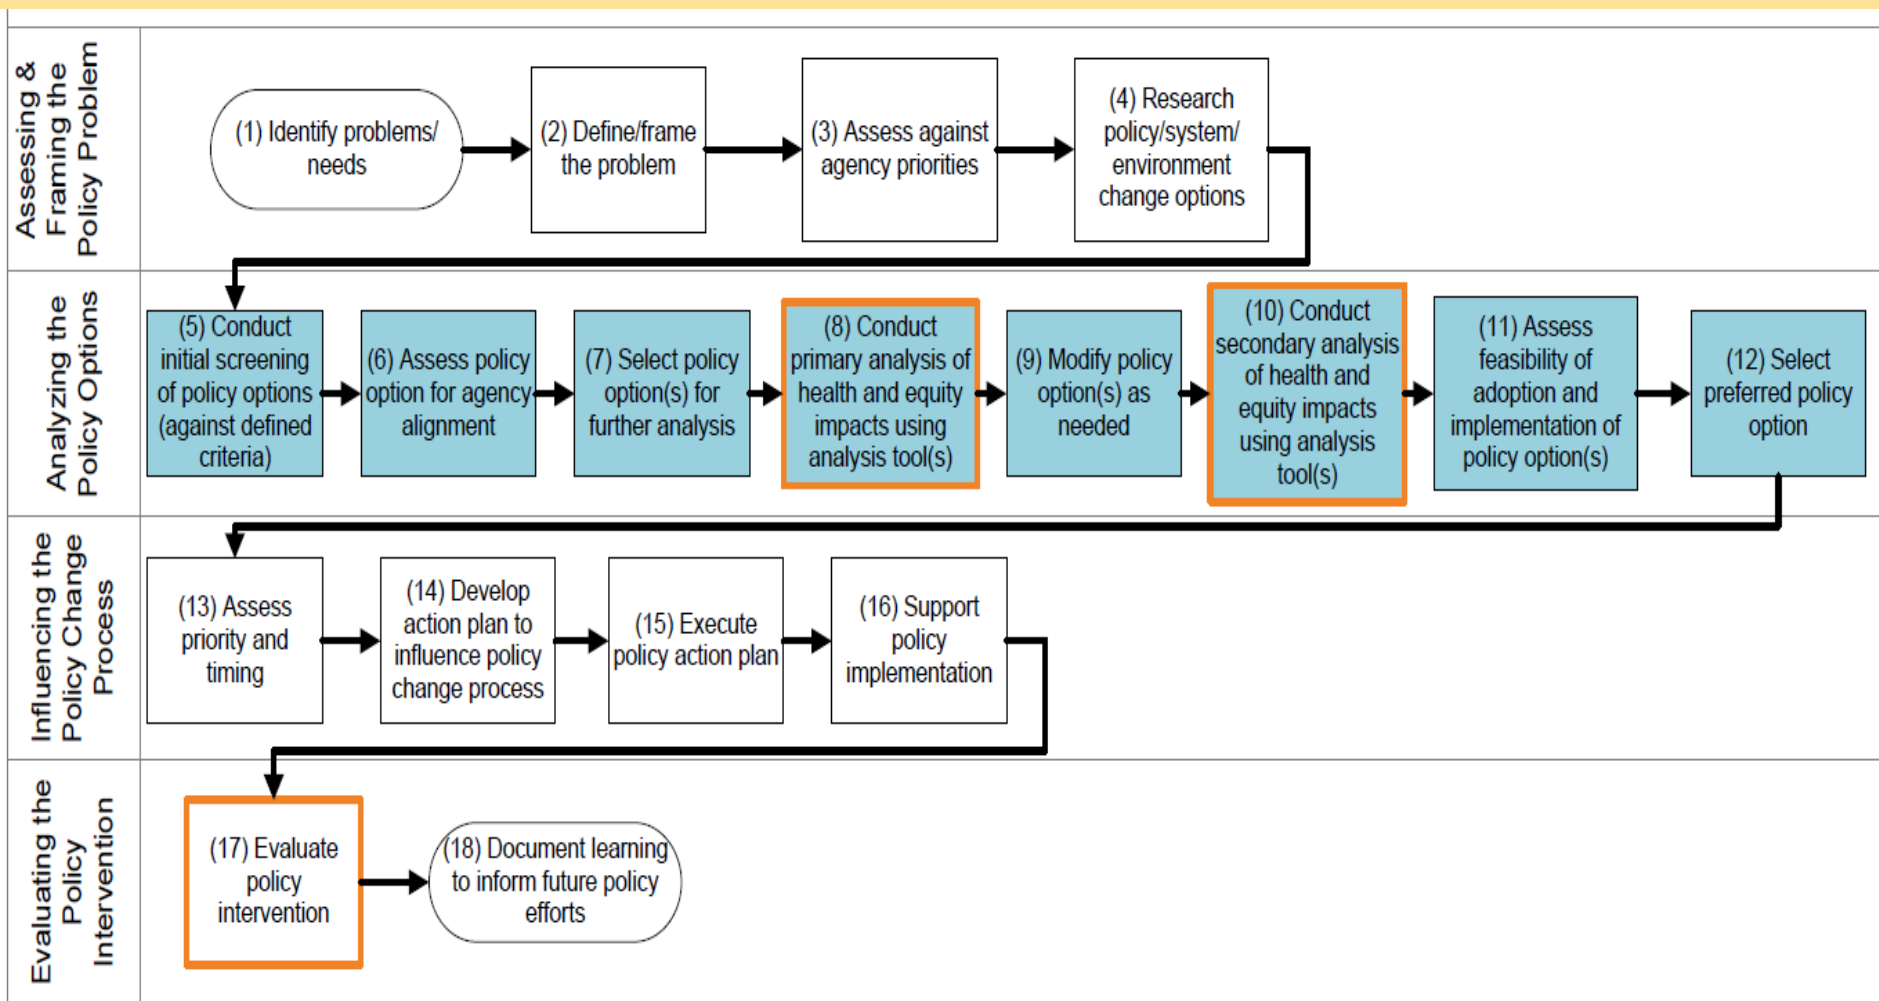 Assessing &
Framing the
Policy Problem
(1) Identify problems/
needs
(2) Define/frame
the problem
(3) Assess against
agency priorities
(4) Research
policy/system/
environment
change options
Analyzing the
Policy Options
(5) Conduct
initial screening
of policy options
(against defined
criteria)
(6) Assess policy
option for agency
alignment
(7) Select policy
option(s) for
further analysis
(8) Conduct
primary analysis of
health and equity
impacts using
analysis tool(s)
(9) Modify policy
option(s) as
needed
(10) Conduct
secondary analysis
of health and
equity impacts
using analysis
tool(s)
(11) Assess
feasibility of
adoption and
implementation of
policy option(s)
(12) Select
preferred policy
option
Influencing the
Policy Change
Process
(13) Assess
priority and
timing
(14) Develop
action plan to
influence policy
change process
(15) Execute
policy action plan
(16) Support
policy
implementation
Evaluating the
Policy
Intervention
(17) Evaluate
policy
intervention
(18) Document learning
to inform future policy
efforts